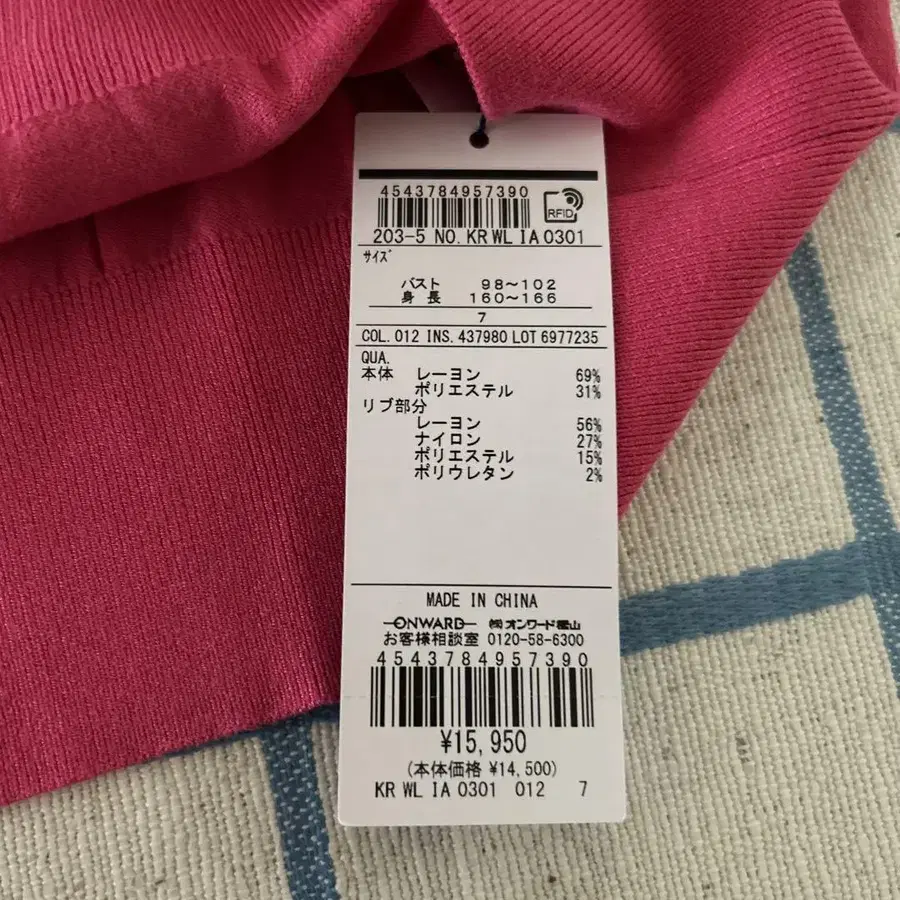 4543784957390
RFID
203-5 NO. KR WL IA 0301
サイズ
バスト 98～102
身長 160～166
7
COL. 012 INS. 437980 LOT 6977235
QUA.
本体 レーヨン 69%
ポリエステル 31%
リブ部分
レーヨン 56%
ナイロン 27%
ポリエステル 15%
ポリウレタン 2%
MADE IN CHINA
ONWARD ㈱オンワード樫山
お客様相談室 0120-58-6300
4543784957390
¥15,950
(本体価格 ¥14,500)
KR WL IA 0301 012 7